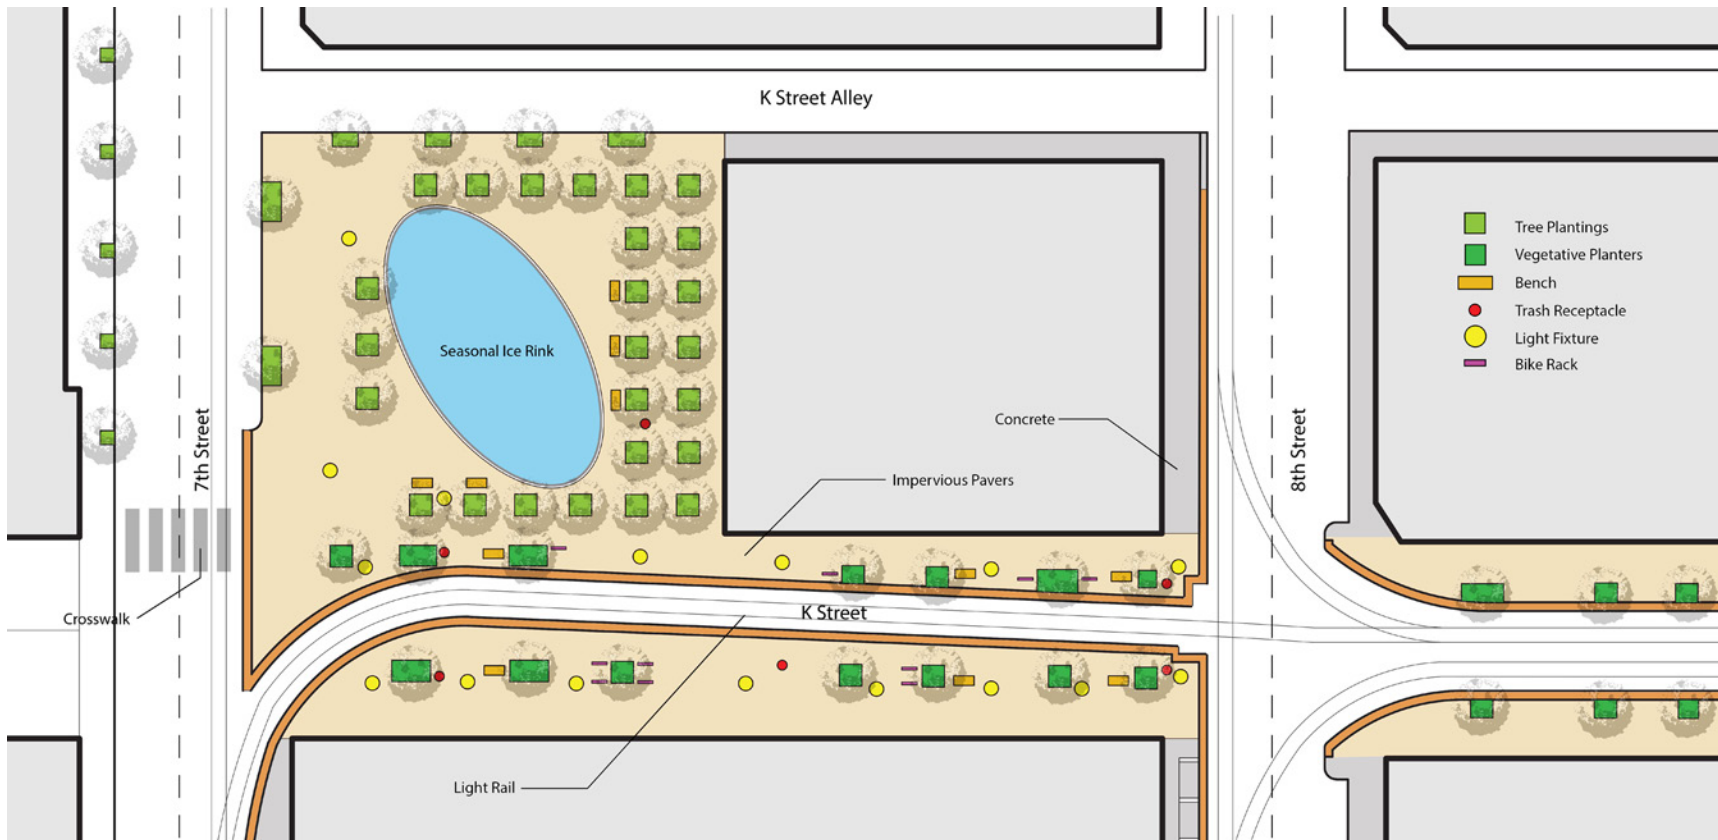 K Street Alley
Tree Plantings
Vegetative Planters
Bench
Trash Receptacle
Light Fixture
Bike Rack
Seasonal Ice Rink
7th Street
Concrete
8th Street
Impervious Pavers
Crosswalk
K Street
Light Rail